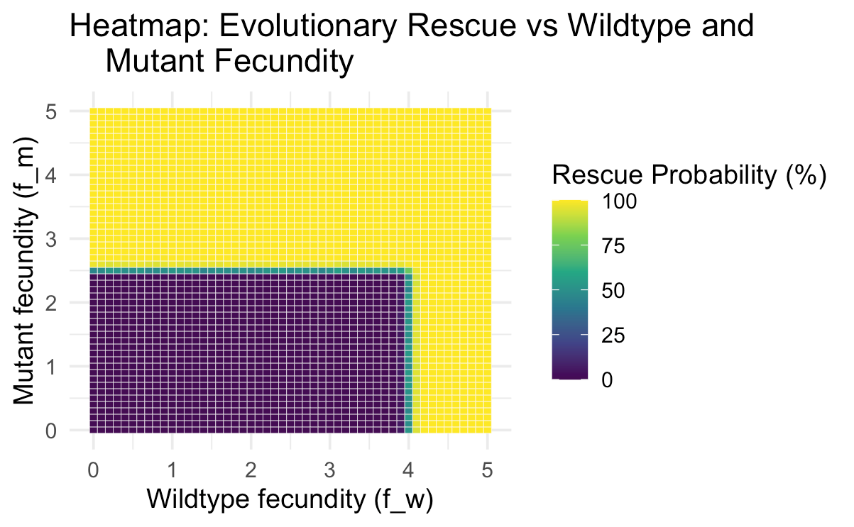 Heatmap: Evolutionary Rescue vs Wildtype and
Mutant Fecundity
Mutant fecundity (f_m)
5
4
3
2
1
0
0 1 2 3 4 5
Wildtype fecundity (f_w)
Rescue Probability (%)
100
75
50
25
0